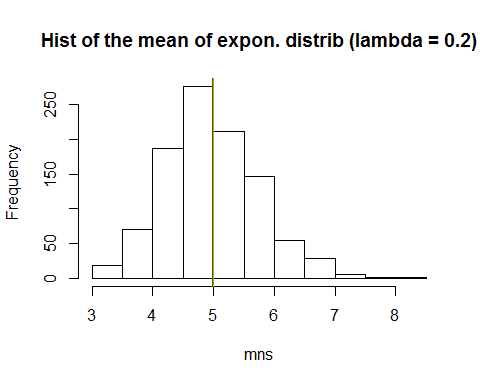 Hist of the mean of expon. distrib (lambda = 0.2)
Frequency
250
150
50
0
3 4 5 6 7 8
mns